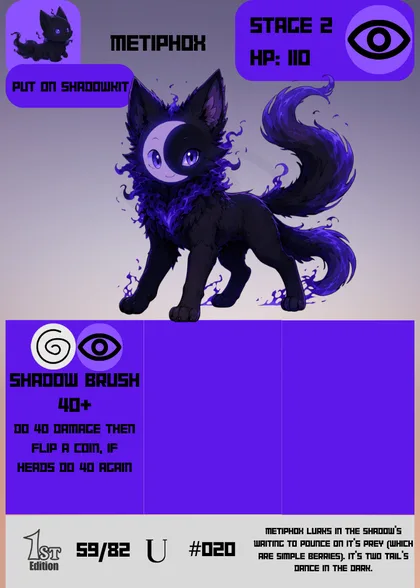 METIPHOX
STAGE 2
HP: 110
PUT ON SHADOWKIT
SHADOW BRUSH
40+
DO 40 DAMAGE THEN
FLIP A COIN, IF
HEADS DO 40 AGAIN
1ST
Edition
59/82
U
#020
METIPHOX LURKS IN THE SHADOW'S
WAITING TO POUNCE ON IT'S PREY (WHICH
ARE SIMPLE BERRIES). IT'S TWO TAIL'S
DANCE IN THE DARK.